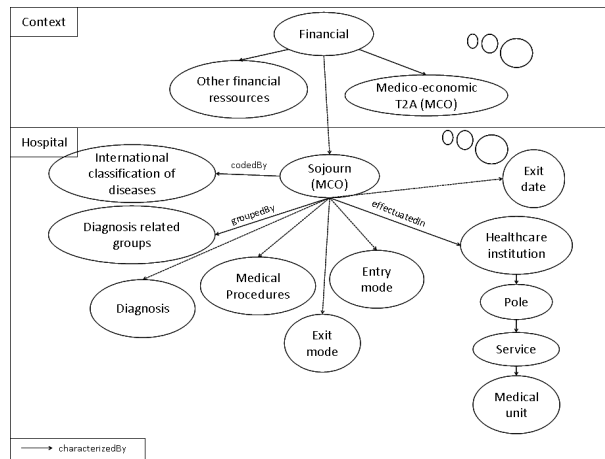 Context
Financial
Other financial
ressources
Medico-economic
T2A (MCO)
Hospital
International
classification of
diseases
codedBy
Sojourn
(MCO)
Exit
date
groupedBy
effectuatedIn
Diagnosis related
groups
Healthcare
institution
Diagnosis
Medical
Procedures
Entry
mode
Exit
mode
Pole
Service
Medical
unit
characterizedBy